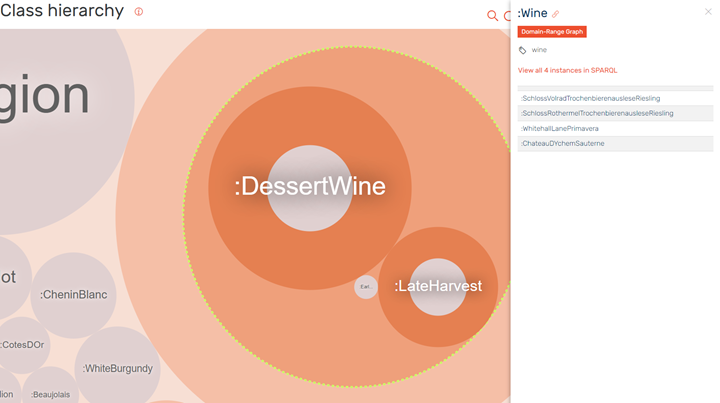 Class hierarchy
gion
:DessertWine
Earl...
:LateHarvest
ot
:CheninBlanc
:CotesDOr
:WhiteBurgundy
:Beaujolais
:Wine
Domain-Range Graph
wine
View all 4 instances in SPARQL
:SchlossVolradTrochenbierenausleseRiesling
:SchlossRothermelTrochenbierenausleseRiesling
:WhitehallLanePrimavera
:ChateauDYchemSauterne